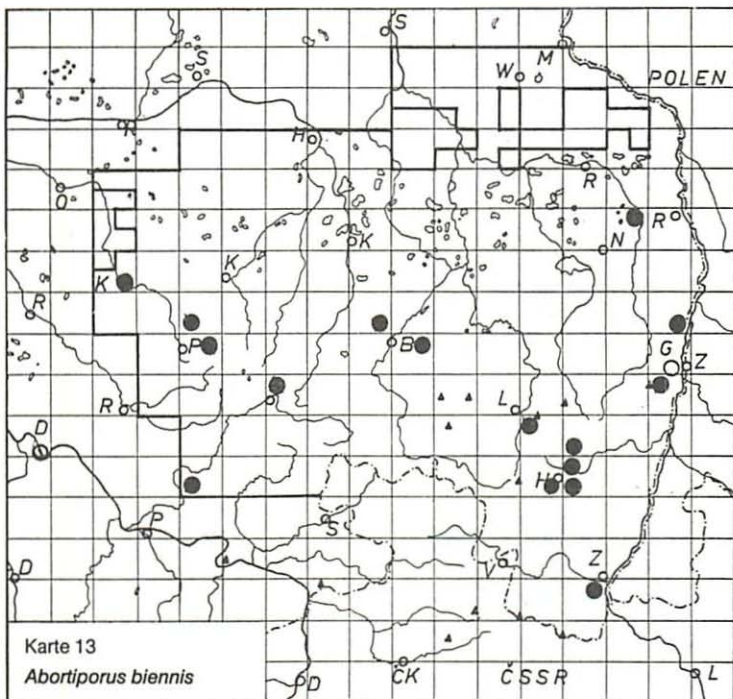 S
S
W
M
POLEN
R
H
O
R
K
R
K
K
N
R
P
B
G
Z
R
L
D
H
P
S
D
V
Z
Karte 13
Abortiporus biennis
D
ČK
ČSSR
L